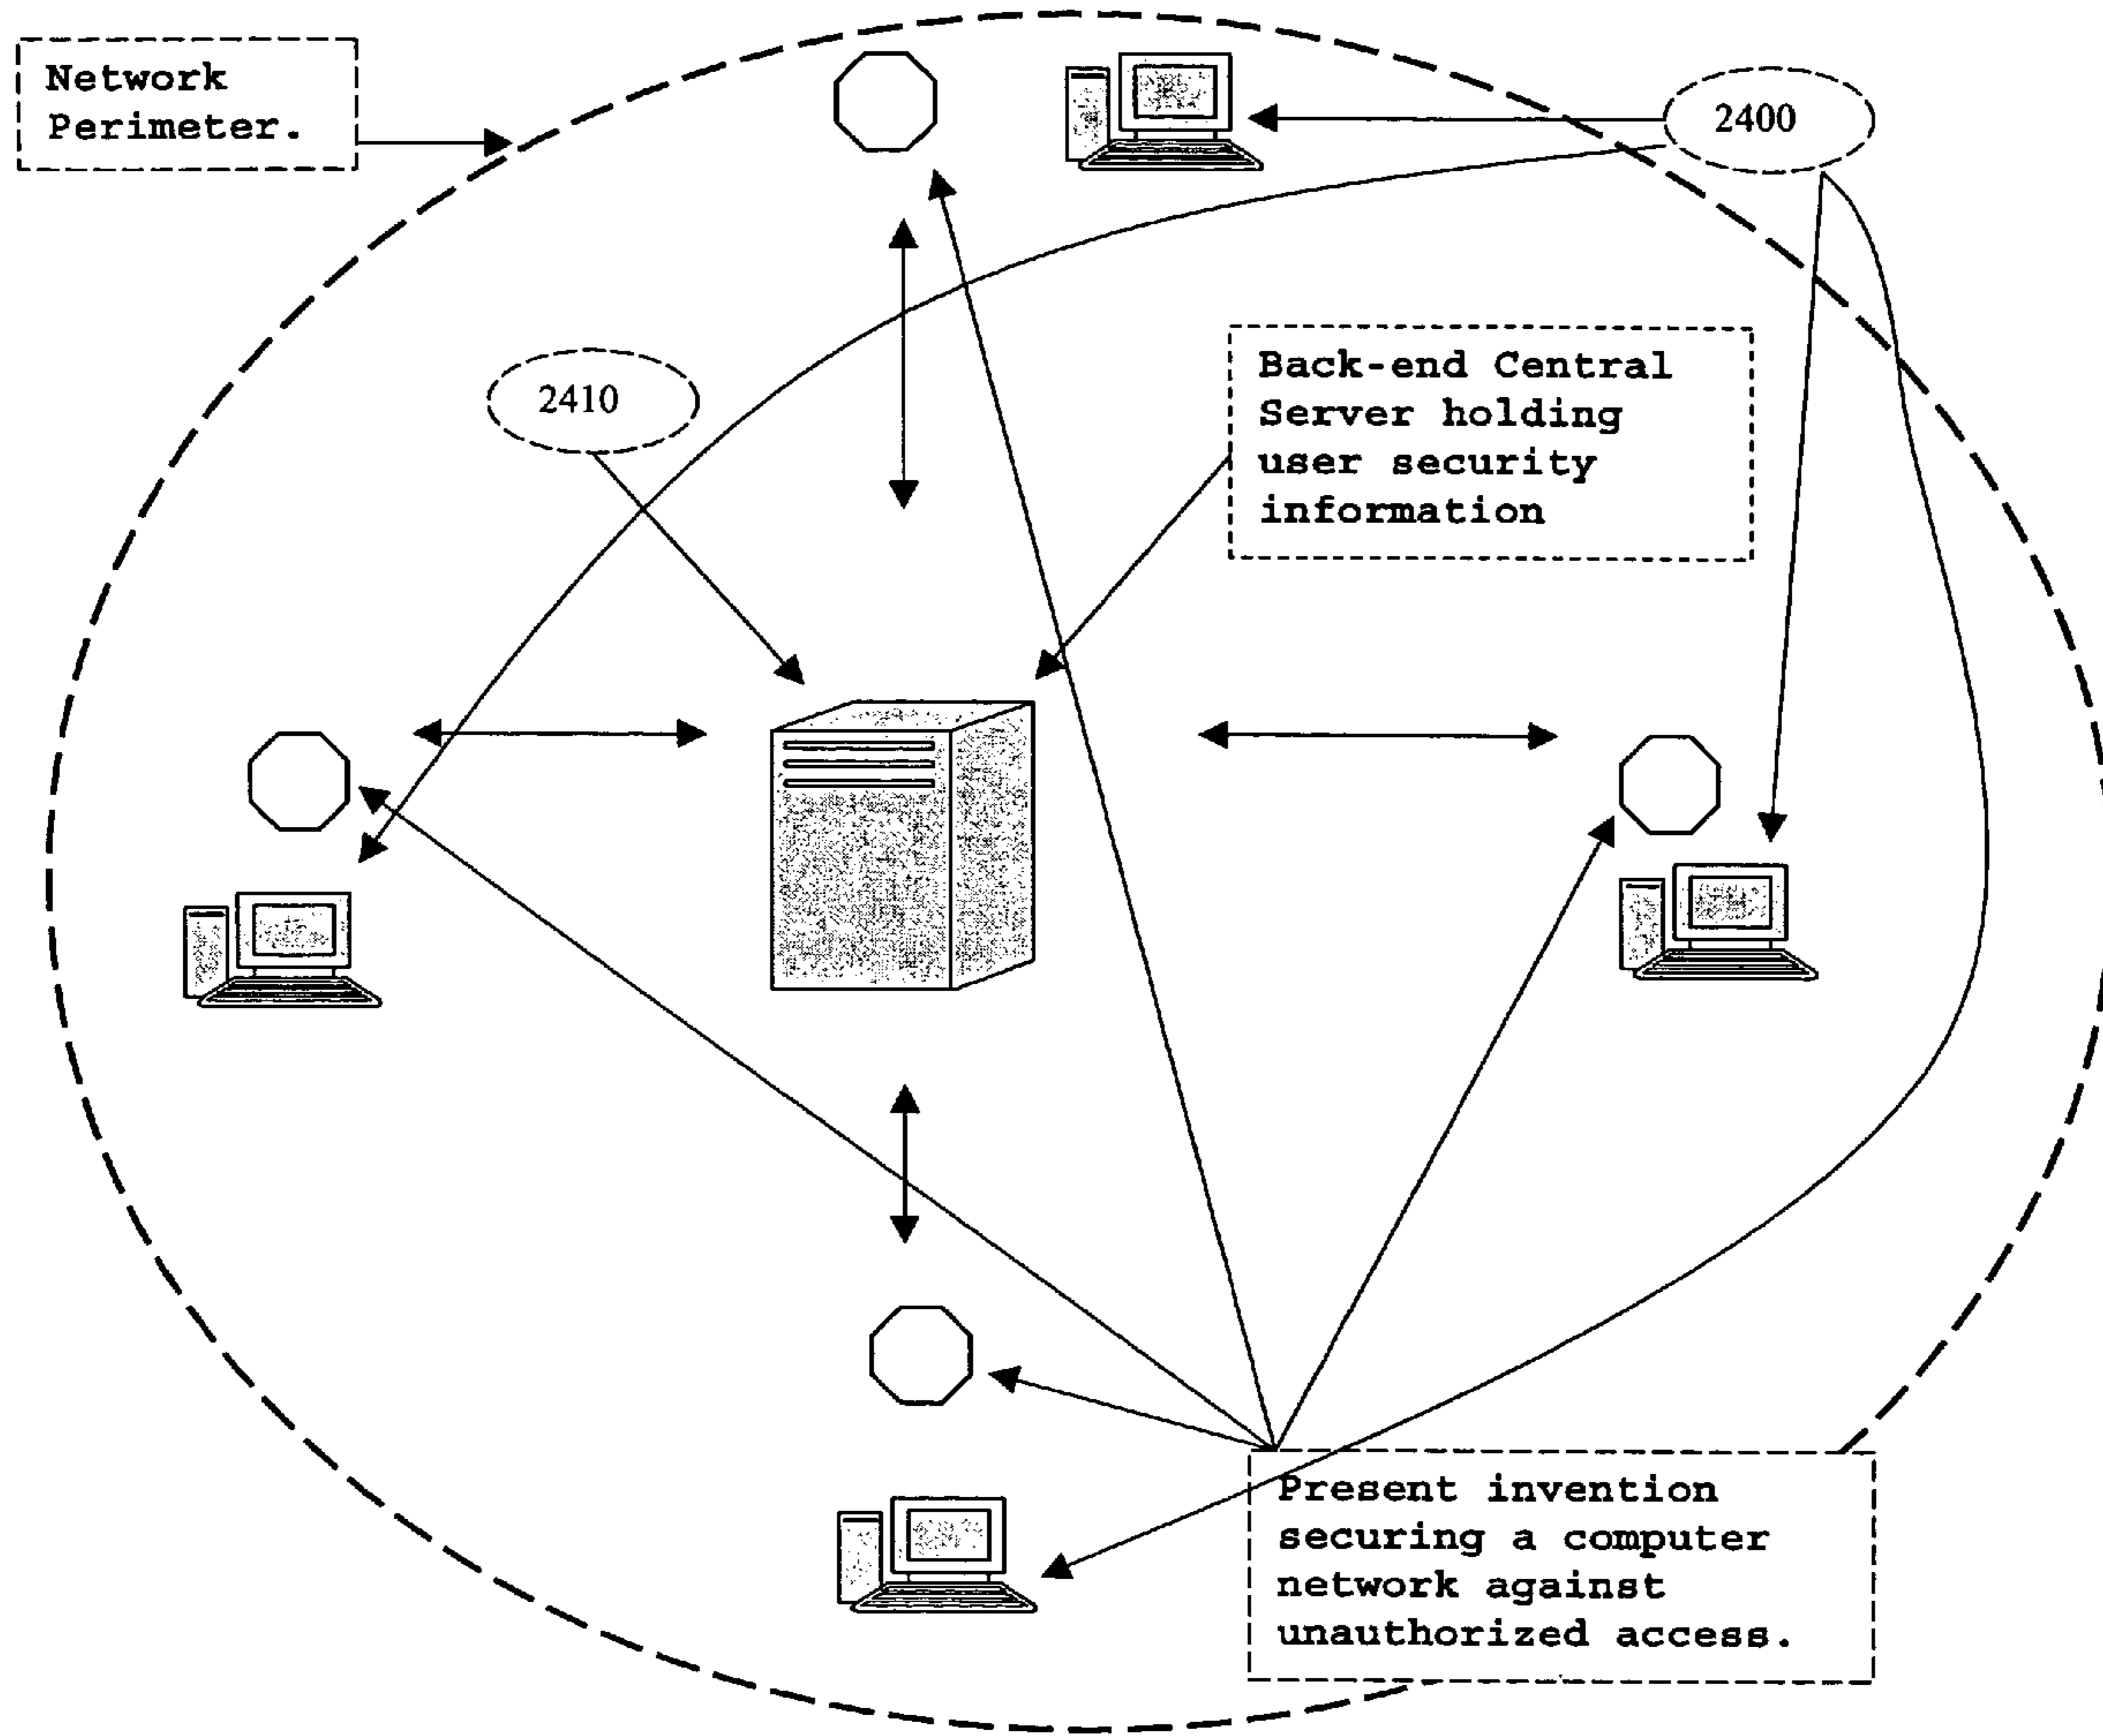 Network
Perimeter.
2400
2410
Back-end Central
Server holding
user security
information
Present invention
securing a computer
network against
unauthorized access.